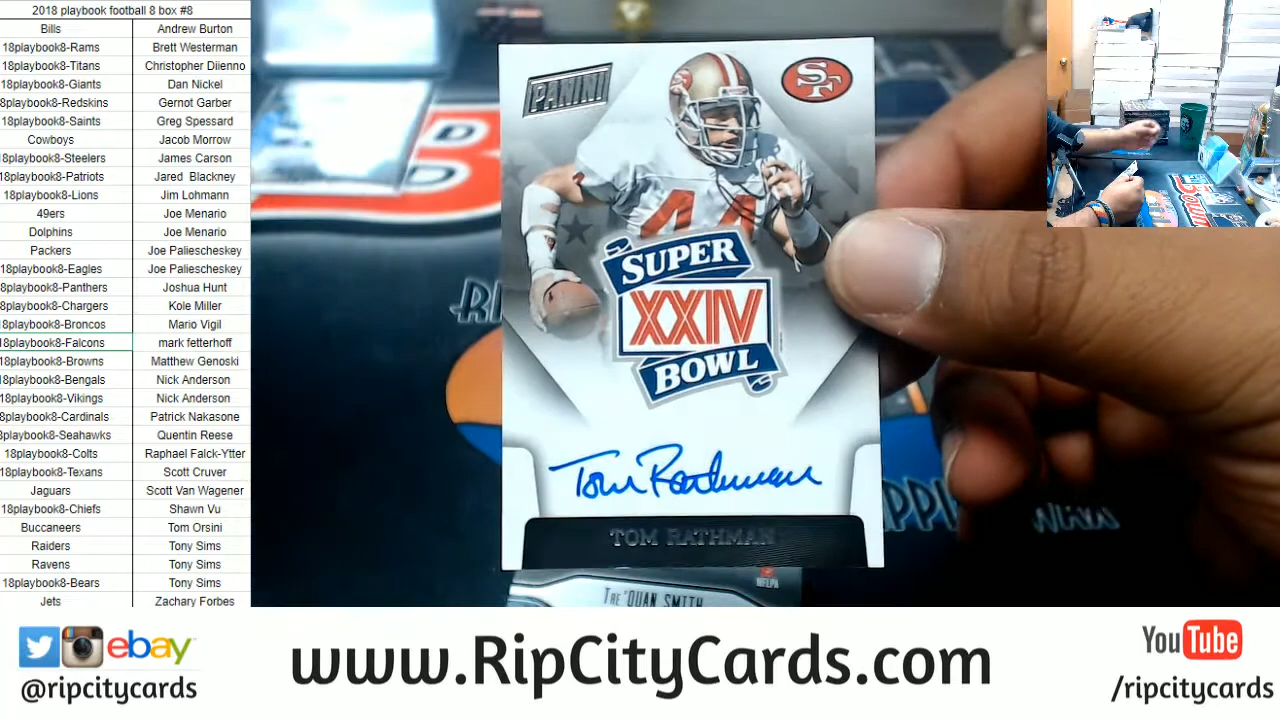 2018 playbook football 8 box #8
Bills Andrew Burton
18playbook8-Rams Brett Westerman
18playbook8-Titans Christopher Diienno
18playbook8-Giants Dan Nickel
8playbook8-Redskins Gernot Garber
18playbook8-Saints Greg Spessard
Cowboys Jacob Morrow
8playbook8-Steelers James Carson
18playbook8-Patriots Jared Blackney
18playbook8-Lions Jim Lohmann
49ers Joe Menario
Dolphins Joe Menario
Packers Joe Paliescheskey
18playbook8-Eagles Joe Paliescheskey
8playbook8-Panthers Joshua Hunt
8playbook8-Chargers Kole Miller
18playbook8-Broncos Mario Vigil
18playbook8-Falcons mark fetterhoff
18playbook8-Browns Matthew Genoski
18playbook8-Bengals Nick Anderson
18playbook8-Vikings Nick Anderson
8playbook8-Cardinals Patrick Nakasone
8playbook8-Seahawks Quentin Reese
18playbook8-Colts Raphael Falck-Ytter
18playbook8-Texans Scott Cruver
Jaguars Scott Van Wagener
18playbook8-Chiefs Shawn Vu
Buccaneers Tom Orsini
Raiders Tony Sims
Ravens Tony Sims
18playbook8-Bears Tony Sims
Jets Zachary Forbes
PANINI
SF
44
SUPER
XXIV
BOWL
Tom Rathman
TOM RATHMAN
NFLPA
TRE'QUAN SMITH
ebay
@ripcitycards
www.RipCityCards.com
YouTube
/ripcitycards